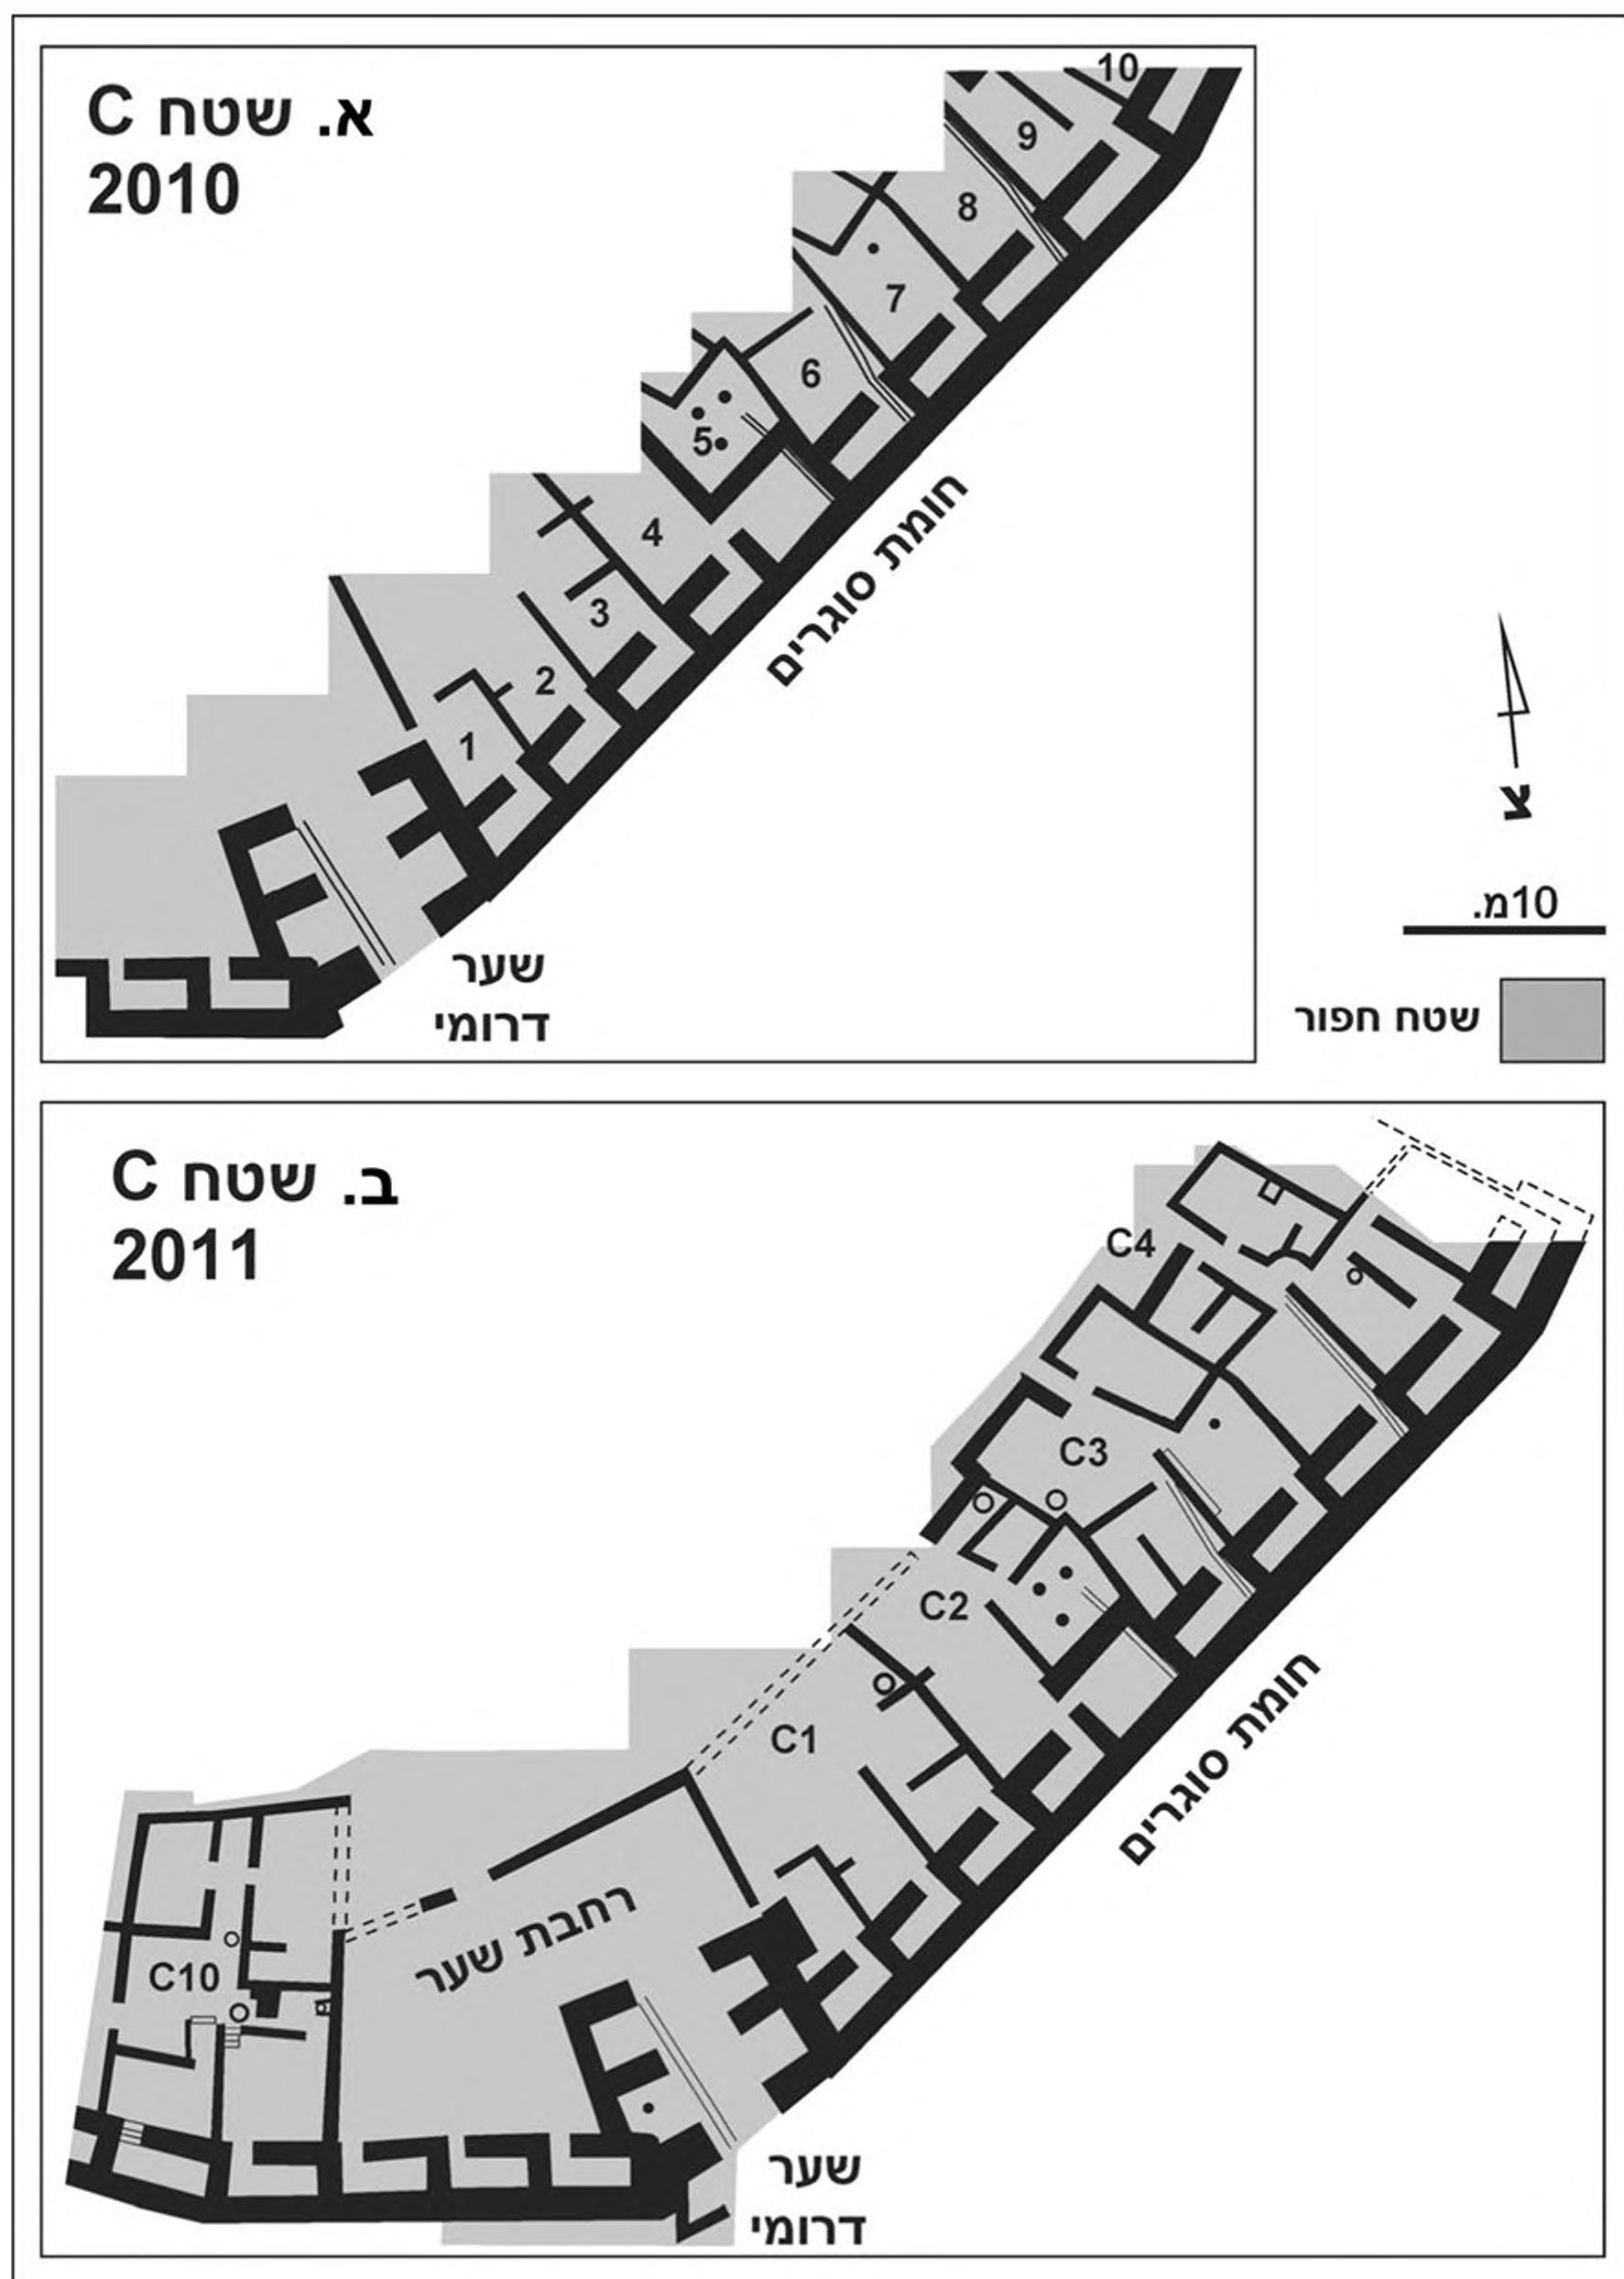 א. שטח C
2010
10
9
8
7
6
5
4
3
2
1
חומת סוגרים
שער
דרומי
צ
10מ.
שטח חפור
ב. שטח C
2011
C4
C3
C2
C1
C10
רחבת שער
חומת סוגרים
שער
דרומי